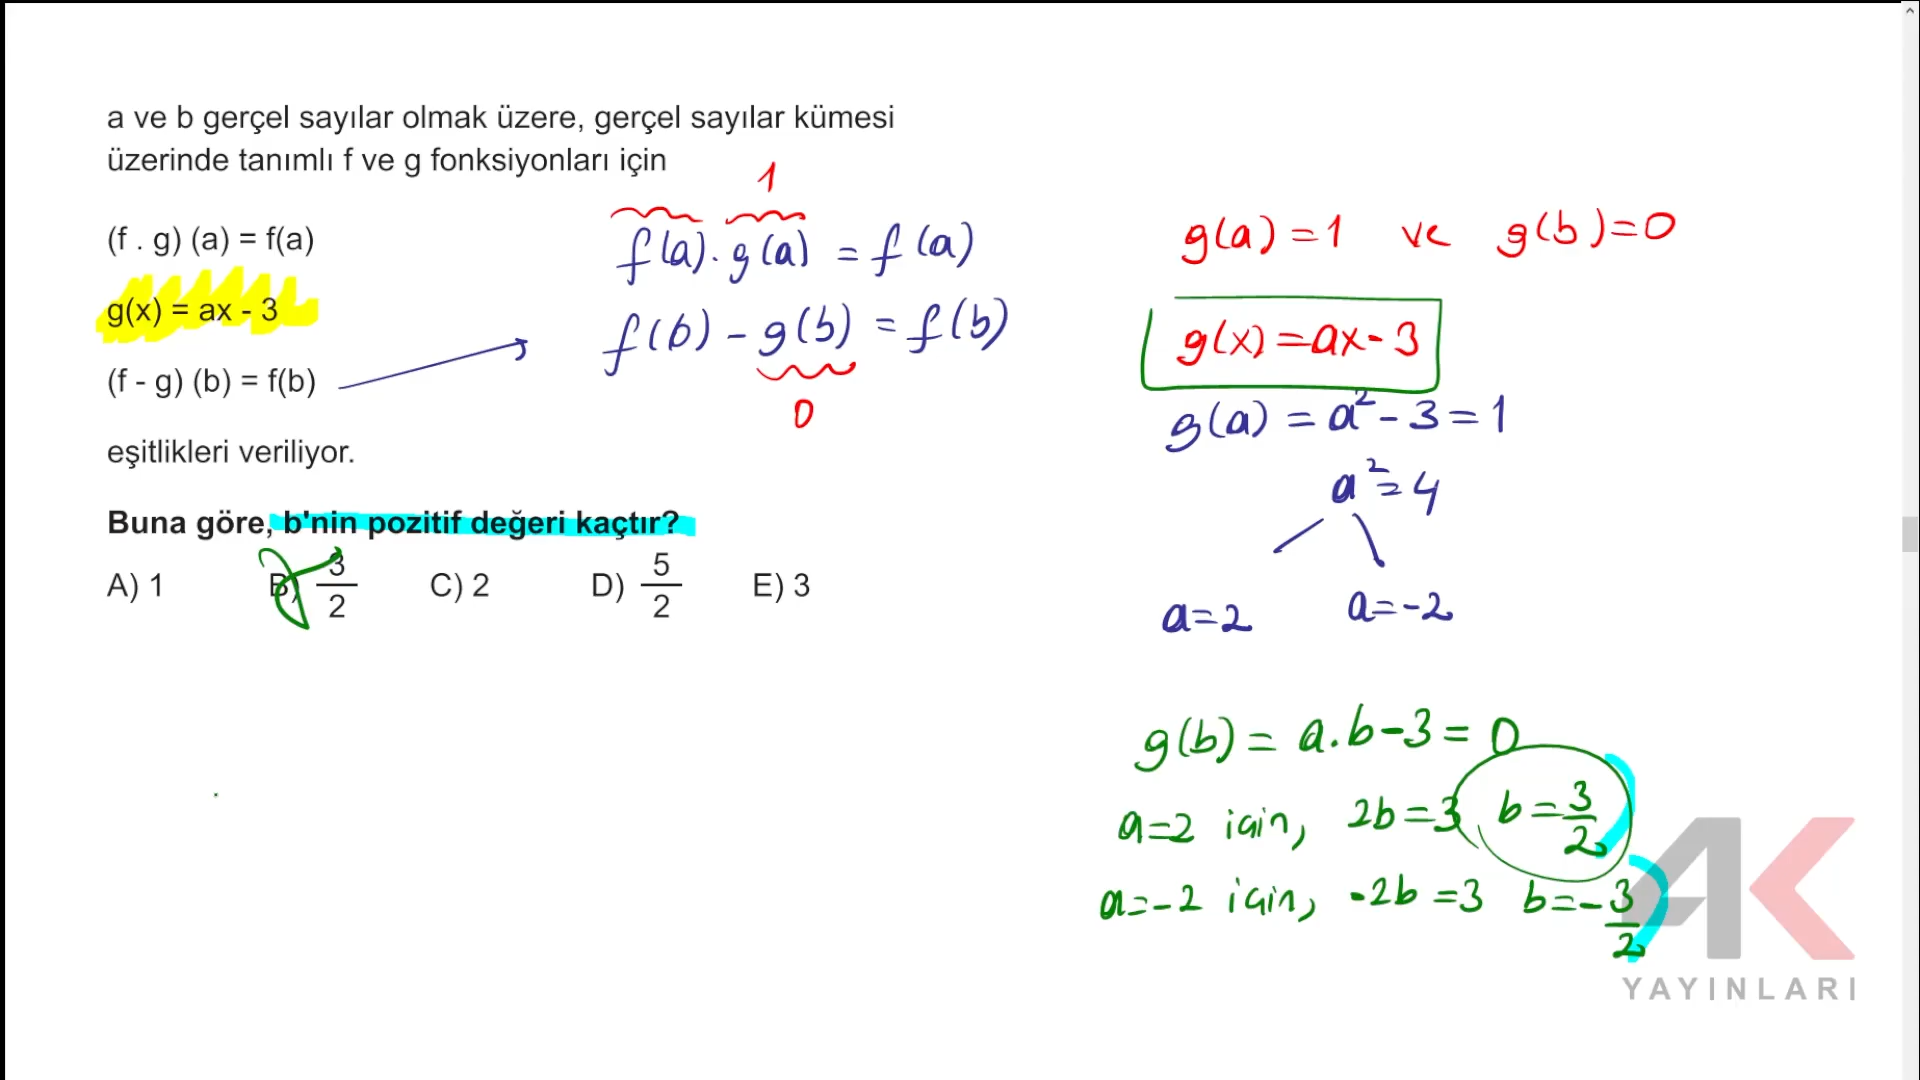 a ve b gerçel sayılar olmak üzere, gerçel sayılar kümesi
üzerinde tanımlı f ve g fonksiyonları için
(f . g) (a) = f(a)
g(x) = ax - 3
(f - g) (b) = f(b)
eşitlikleri veriliyor.
Buna göre, b'nin pozitif değeri kaçtır?
A) 1 B) 3/2 C) 2 D) 5/2 E) 3
1
f(a).g(a) = f(a)
f(b) - g(b) = f(b)
0
g(a) = 1 ve g(b) = 0
g(x) = ax - 3
g(a) = a² - 3 = 1
a² = 4
a = 2 a = -2
g(b) = a.b - 3 = 0
a = 2 için, 2b = 3 b = 3/2
a = -2 için, -2b = 3 b = -3/2
AK
YAYINLARI